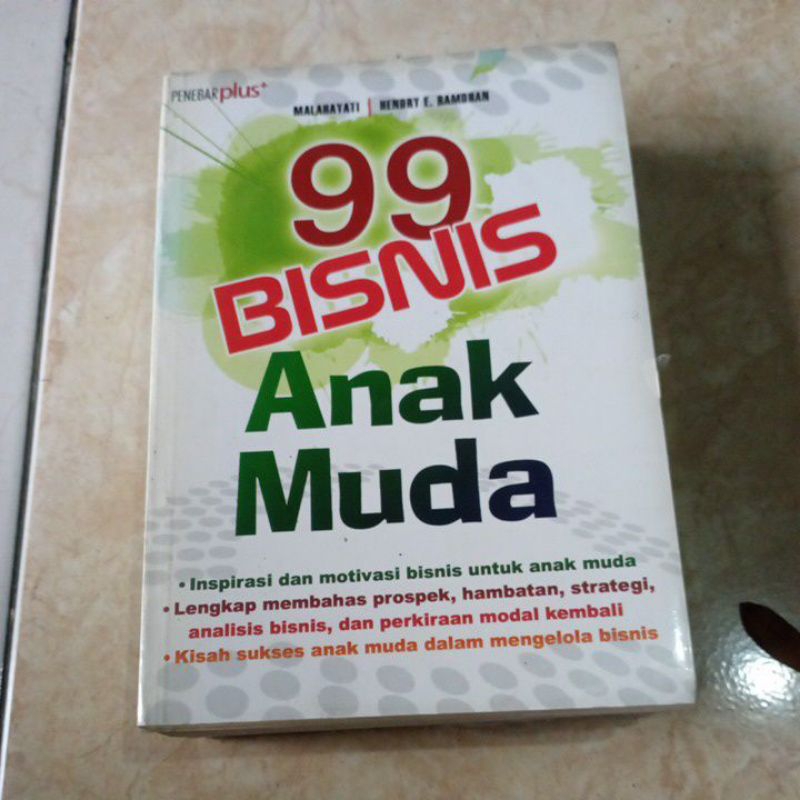 PENEBAR plus+
MALAHAYATI | HENDRY E. RAMDHAN
99
BISNIS
Anak
Muda
• Inspirasi dan motivasi bisnis untuk anak muda
• Lengkap membahas prospek, hambatan, strategi,
analisis bisnis, dan perkiraan modal kembali
• Kisah sukses anak muda dalam mengelola bisnis